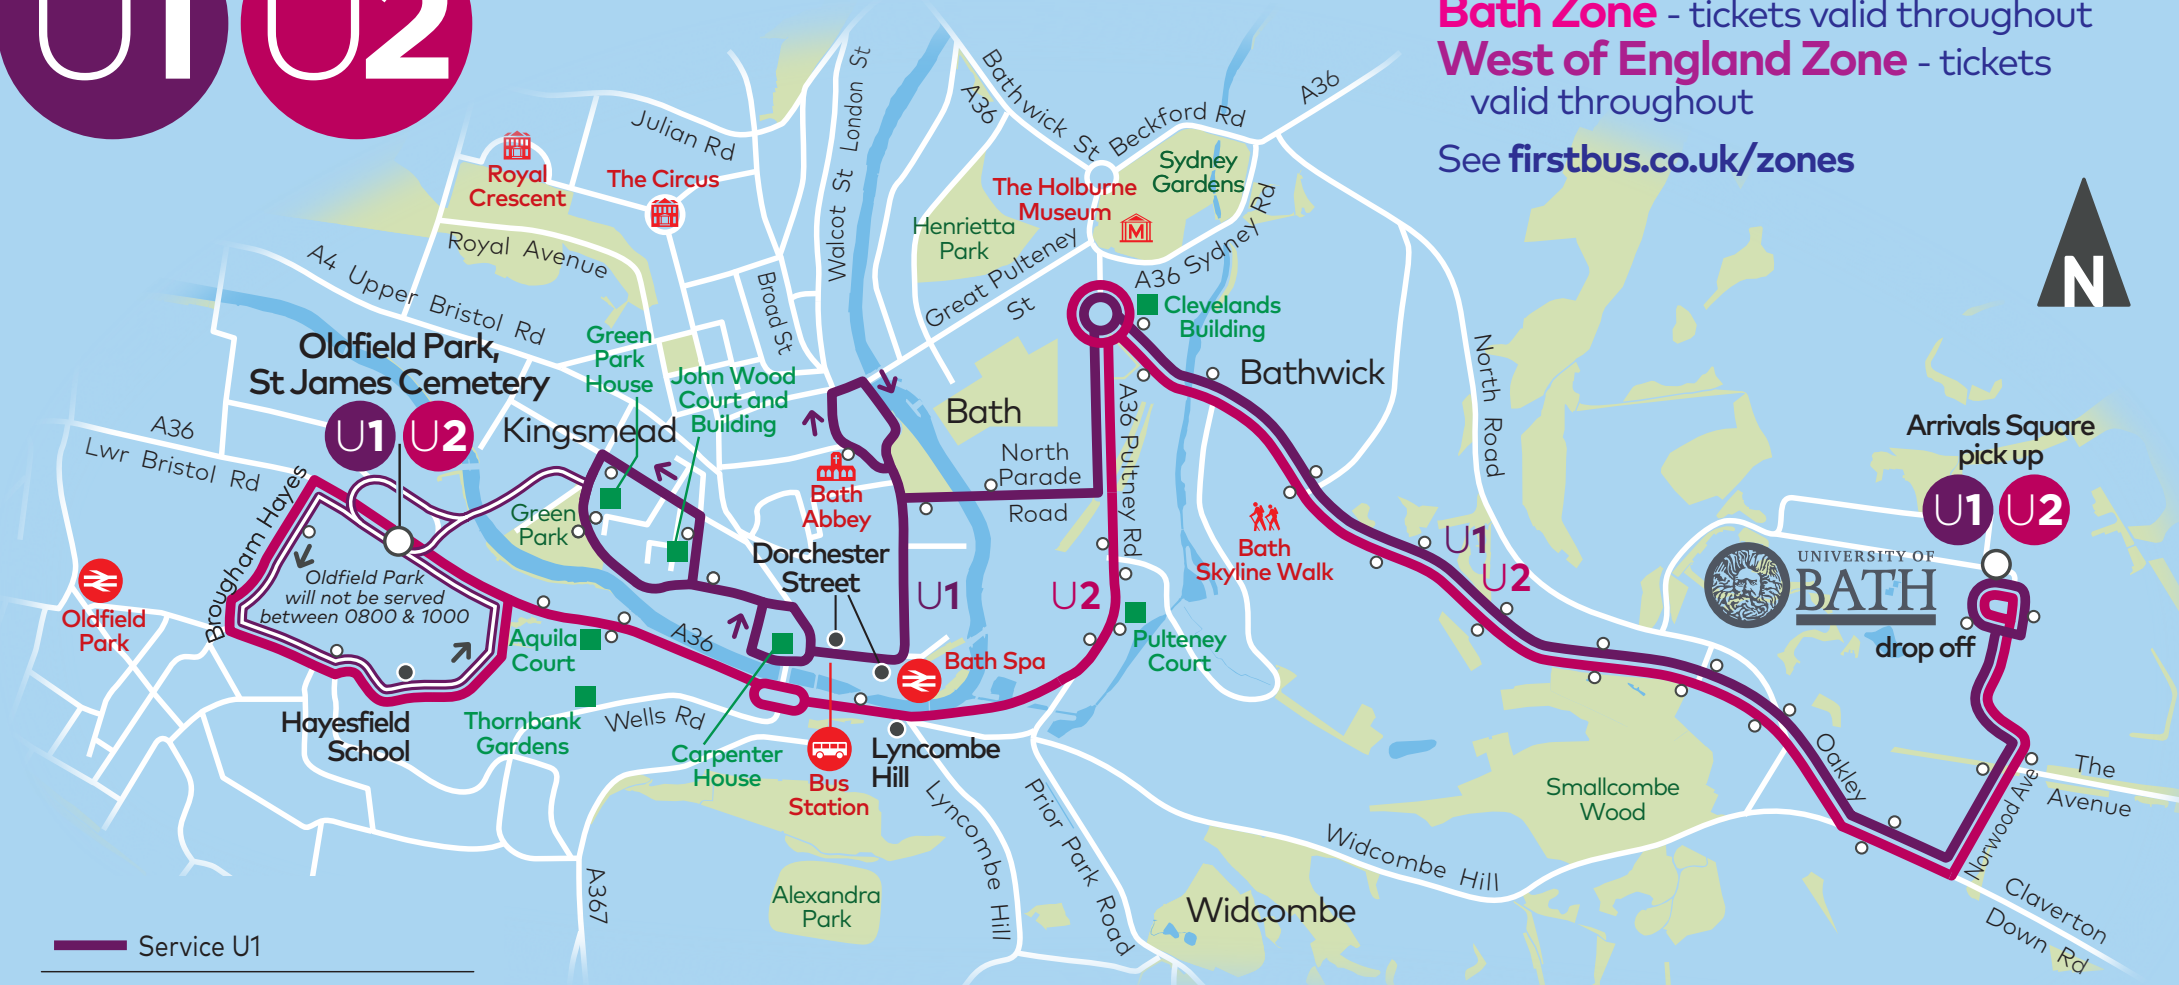 U1 U2
Bath Zone - tickets valid throughout
West of England Zone - tickets
valid throughout
See firstbus.co.uk/zones
N
Julian Rd
Royal
Crescent
The Circus
Royal Avenue
A4 Upper Bristol Rd
Walcot St London St
Broad St
A36
Bathwick St
Beckford Rd
A36
Sydney
Gardens
The Holburne
Museum
M
Henrietta
Park
Great Pulteney
St
A36 Sydney Rd
Clevelands
Building
Bathwick
North Road
Oldfield Park,
St James Cemetery
U1 U2
A36
Lwr Bristol Rd
Kingsmead
Green
Park
House
John Wood
Court and
Building
Bath
North
Parade
Road
A36 Pultney Rd
Bath
Abbey
Green
Park
Dorchester
Street
Brougham Hayes
Oldfield Park
will not be served
between 0800 & 1000
Oldfield
Park
Aquila
Court
A36
U1
U2
Bath
Skyline Walk
U1
U2
Arrivals Square
pick up
U1 U2
UNIVERSITY OF
BATH
drop off
Pulteney
Court
Bath Spa
Hayesfield
School
Thornbank
Gardens
Wells Rd
Carpenter
House
Bus
Station
Lyncombe
Hill
Lyncombe Hill
Prior Park Road
A367
Alexandra
Park
Widcombe
Widcombe Hill
Smallcombe
Wood
Oakley
Norwood Ave
The
Avenue
Claverton
Down Rd
Service U1